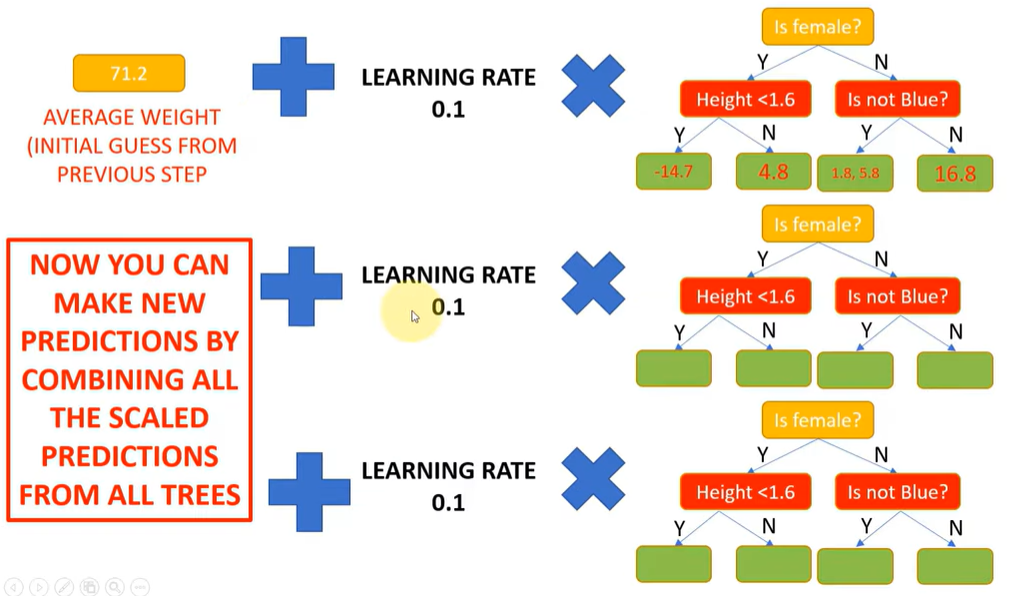 71.2
AVERAGE WEIGHT
(INITIAL GUESS FROM
PREVIOUS STEP
LEARNING RATE
0.1
Is female?
Y
N
Height <1.6
Is not Blue?
Y
N
Y
N
-14.7
4.8
1.8, 5.8
16.8
NOW YOU CAN
MAKE NEW
PREDICTIONS BY
COMBINING ALL
THE SCALED
PREDICTIONS
FROM ALL TREES
LEARNING RATE
0.1
Is female?
Y
N
Height <1.6
Is not Blue?
Y
N
Y
N
LEARNING RATE
0.1
Is female?
Y
N
Height <1.6
Is not Blue?
Y
N
Y
N